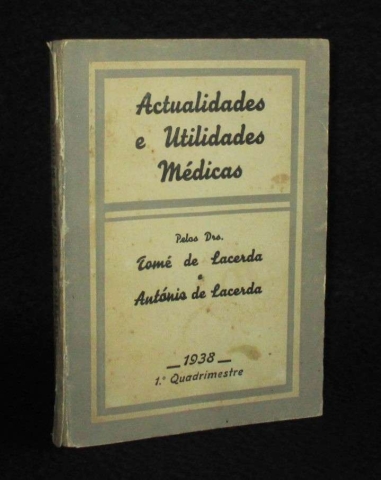 Actualidades
e Utilidades
Médicas
Pelos Drs.
Tomé de Lacerda
e
António de Lacerda
1938
1.º Quadrimestre